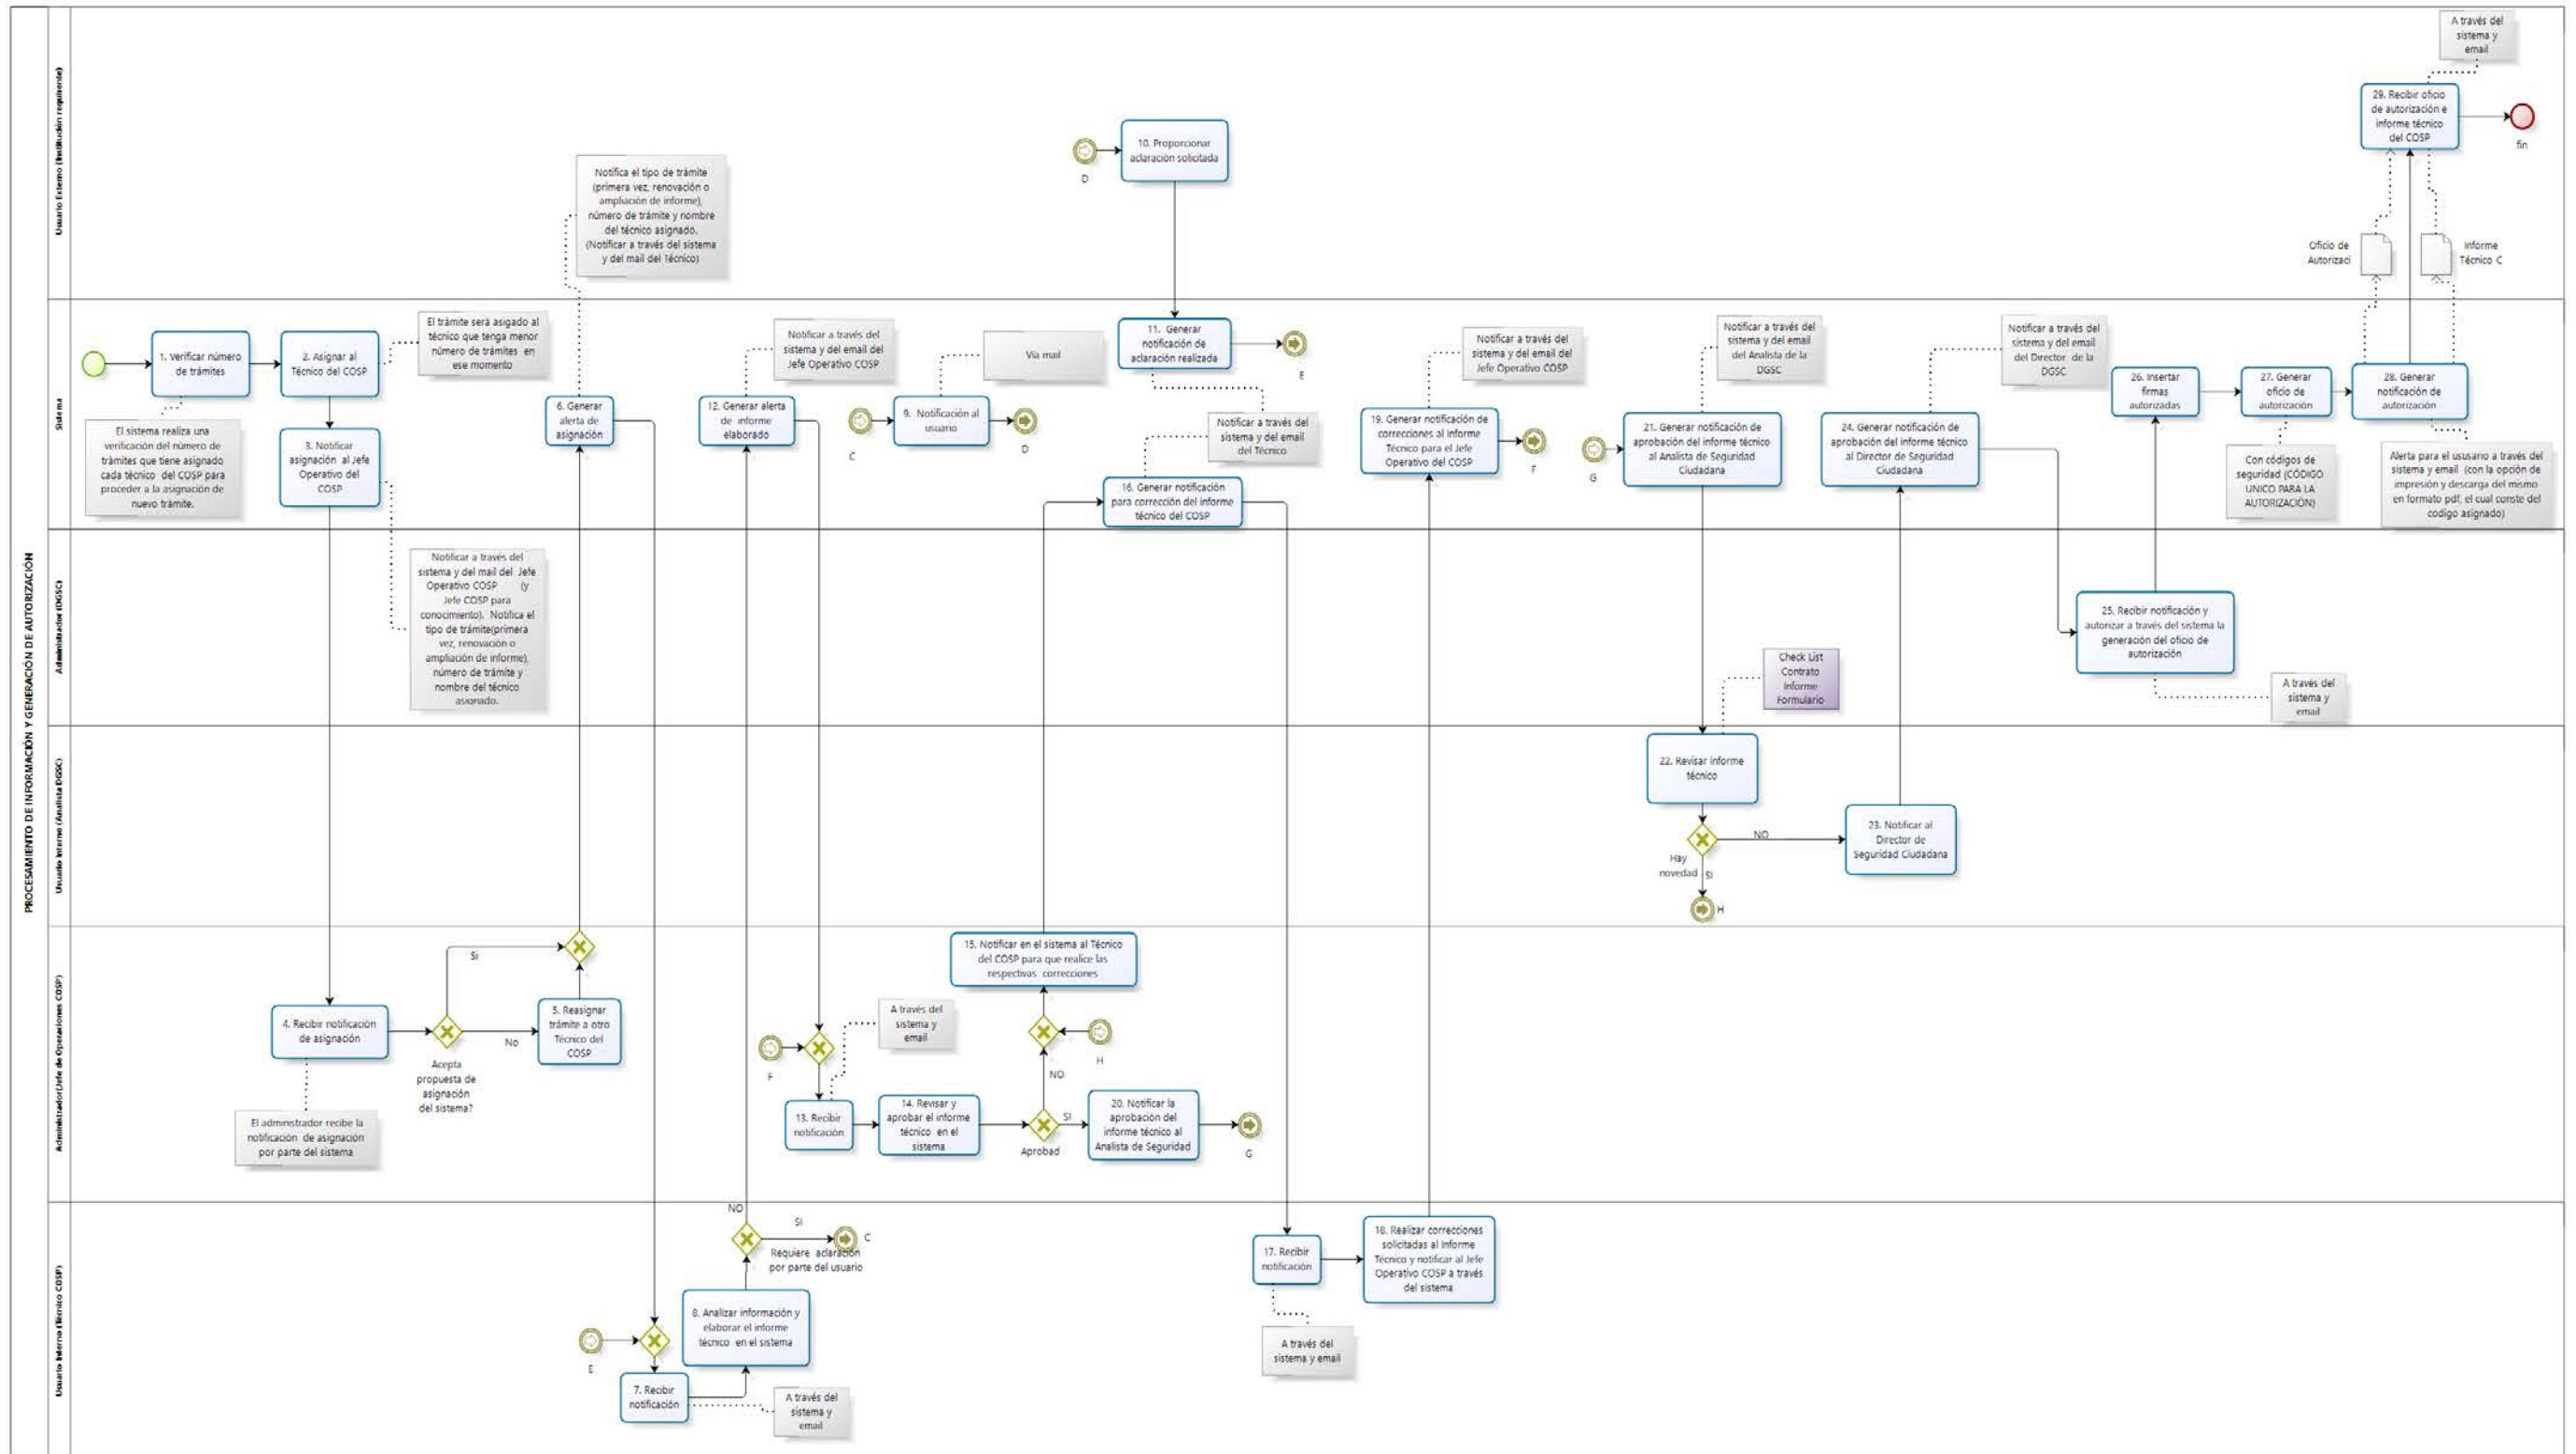 PROCESAMIENTO DE INFORMACIÓN Y GENERACIÓN DE AUTORIZACIÓN
Usuario Externo (Institución requirente)
A través del
sistema y
email
29. Recibir oficio
de autorización e
informe técnico
del COSP
fin
10. Proporcionar
aclaración solicitada
D
Notifica el tipo de trámite
(primera vez, renovación o
ampliación de informe),
número de trámite y nombre
del técnico asignado.
(Notificar a través del sistema
y del mail del Técnico)
Oficio de
Autorizaci
Informe
Técnico C
Sistema
1. Verificar número
de trámites
2. Asignar al
Técnico del COSP
El trámite será asigado al
técnico que tenga menor
número de trámites en
ese momento
El sistema realiza una
verificación del número de
trámites que tiene asignado
cada técnico del COSP para
proceder a la asignación de
nuevo trámite.
3. Notificar
asignación al Jefe
Operativo del
COSP
6. Generar
alerta de
asignación
12. Generar alerta
de informe
elaborado
Notificar a través del
sistema y del email del
Jefe Operativo COSP
C
9. Notificación al
usuario
D
Vía mail
11. Generar
notificación de
aclaración realizada
E
Notificar a través del
sistema y del email
del Técnico
16. Generar notificación
para corrección del informe
técnico del COSP
19. Generar notificación de
correcciones al Informe
Técnico para el Jefe
Operativo del COSP
Notificar a través del
sistema y del email del
Jefe Operativo COSP
F
G
21. Generar notificación de
aprobación del informe técnico
al Analista de Seguridad
Ciudadana
Notificar a través del
sistema y del email
del Analista de la
DGSC
24. Generar notificación de
aprobación del informe técnico
al Director de Seguridad
Ciudadana
Notificar a través del
sistema y del email
del Director de la
DGSC
26. Insertar
firmas
autorizadas
27. Generar
oficio de
autorización
28. Generar
notificación de
autorización
Con códigos de
seguridad (CÓDIGO
UNICO PARA LA
AUTORIZACIÓN)
Alerta para el ususario a través del
sistema y email (con la opción de
impresión y descarga del mismo
en formato pdf, el cual conste del
codigo asignado)
Administrador (DGSC)
Notificar a través del
sistema y del mail del Jefe
Operativo COSP (y
Jefe COSP para
conocimiento). Notifica el
tipo de trámite(primera
vez, renovación o
ampliación de informe),
número de trámite y
nombre del técnico
asionado.
25. Recibir notificación y
autorizar a través del sistema la
generación del oficio de
autorización
A través del
sistema y
email
Check List
Contrato
Informe
Formulario
Usuario Interno (Analista DGSC)
22. Revisar informe
técnico
Hay
novedad
NO
SI
H
23. Notificar al
Director de
Seguridad Ciudadana
Administrador(Jefe de Operaciones COSP)
4. Recibir notificación
de asignación
El administrador recibe la
notificación de asignación
por parte del sistema
Acepta
propuesta de
asignación
del sistema?
Si
No
5. Reasignar
trámite a otro
Técnico del
COSP
F
13. Recibir
notificación
A través del
sistema y
email
14. Revisar y
aprobar el informe
técnico en el
sistema
Aprobad
NO
SI
H
15. Notificar en el sistema al Técnico
del COSP para que realice las
respectivas correcciones
20. Notificar la
aprobación del
informe técnico al
Analista de Seguridad
G
Usuario Interno (Técnico COSP)
E
7. Recibir
notificación
A través del
sistema y
email
8. Analizar información y
elaborar el informe
técnico en el sistema
NO
SI
C
Requiere aclaración
por parte del usuario
17. Recibir
notificación
A través del
sistema y email
18. Realizar correcciones
solicitadas al Informe
Técnico y notificar al Jefe
Operativo COSP a través
del sistema